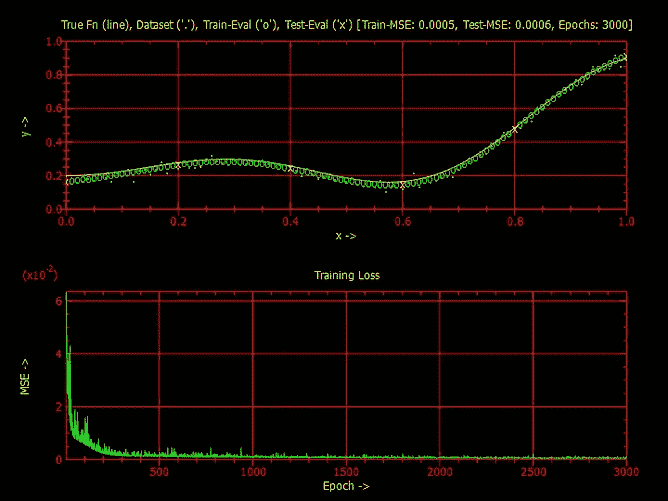 True Fn (line), Dataset ('.'), Train-Eval ('o'), Test-Eval ('x') [Train-MSE: 0.0005, Test-MSE: 0.0006, Epochs: 3000]
1.0
0.8
0.6
0.4
0.2
0.0
y ->
0.0 0.2 0.4 0.6 0.8 1.0
x ->
(x10^-2)
Training Loss
6
4
2
0
MSE ->
500 1000 1500 2000 2500 3000
Epoch ->